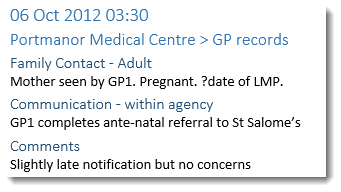 06 Oct 2012 03:30
Portmanor Medical Centre > GP records
Family Contact - Adult
Mother seen by GP1. Pregnant. ?date of LMP.
Communication - within agency
GP1 completes ante-natal referral to St Salome’s
Comments
Slightly late notification but no concerns